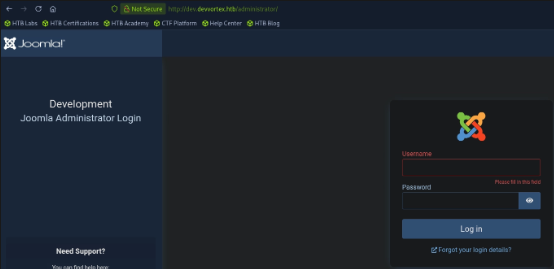 Not Secure http://dev.devvortex.htb/administrator/
HTB Labs HTB Certifications HTB Academy CTF Platform Help Center HTB Blog
Joomla!
Development
Joomla Administrator Login
Username
Please fill in this field
Password
Log in
Forgot your login details?
Need Support?
You can find help here: